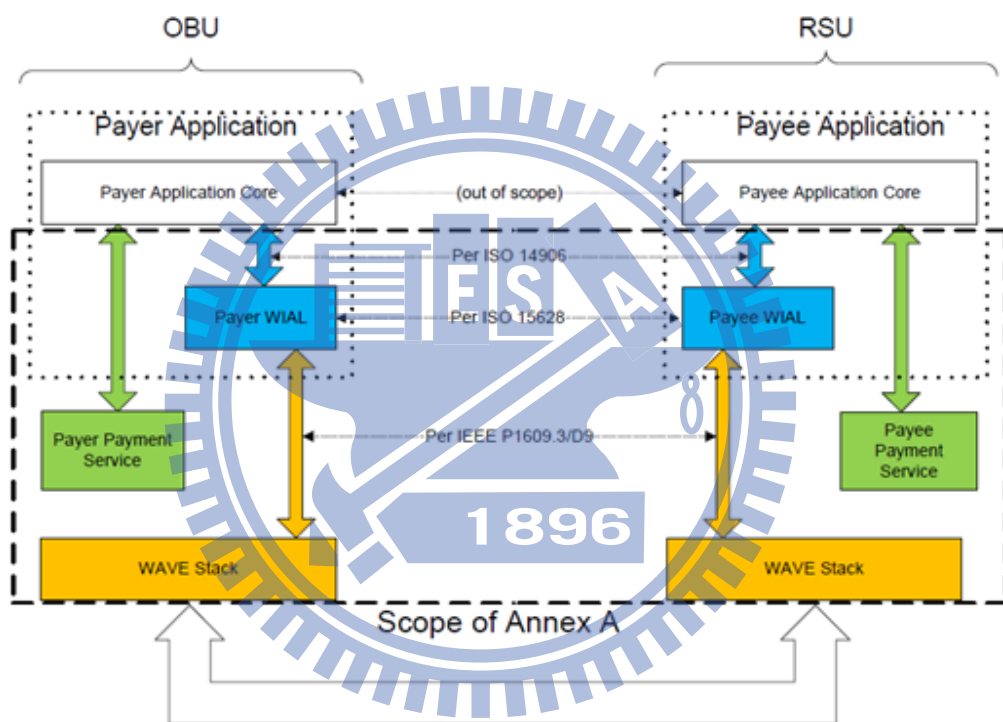 OBU
RSU
Payer Application
Payee Application
Payer Application Core
(out of scope)
Payee Application Core
Per ISO 14906
Payer WIAL
Per ISO 15628
Payee WIAL
Payer Payment
Service
Per IEEE P1609.3/D9
Payee
Payment
Service
WAVE Stack
WAVE Stack
Scope of Annex A
ES
A
8
1896